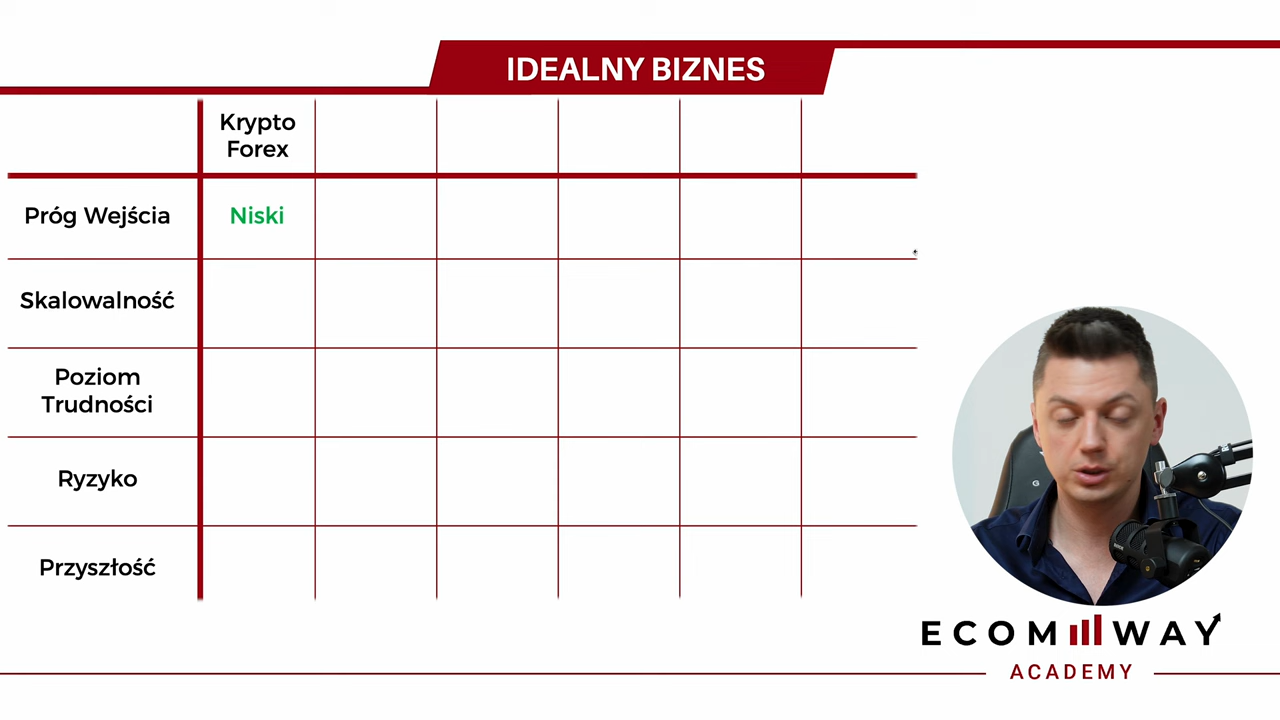 IDEALNY BIZNES
Krypto
Forex
Próg Wejścia
Niski
Skalowalność
Poziom
Trudności
Ryzyko
Przyszłość
ECOM WAY
ACADEMY